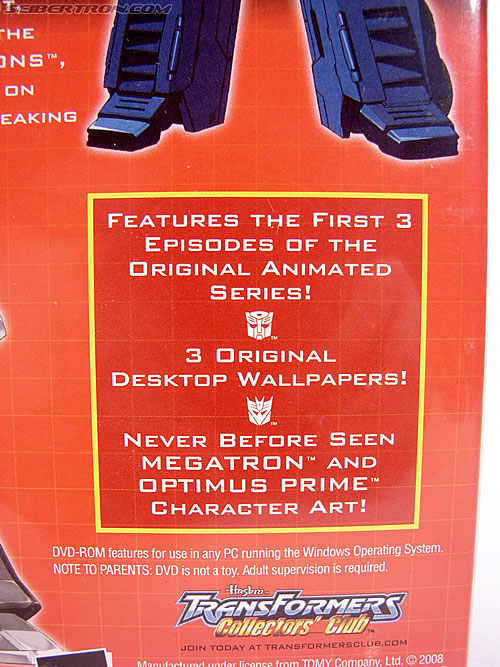 SEIBERTRON.COM
THE
ONS™,
ON
EAKING
FEATURES THE FIRST 3
EPISODES OF THE
ORIGINAL ANIMATED
SERIES!
3 ORIGINAL
DESKTOP WALLPAPERS!
NEVER BEFORE SEEN
MEGATRON™ AND
OPTIMUS PRIME™
CHARACTER ART!
DVD-ROM features for use in any PC running the Windows Operating System.
NOTE TO PARENTS: DVD is not a toy. Adult supervision is required.
Hasbro
TRANSFORMERS
Collectors' Club™
JOIN TODAY AT TRANSFORMERSCLUB.COM
Manufactured under license from TOMY Company, Ltd. © 2008